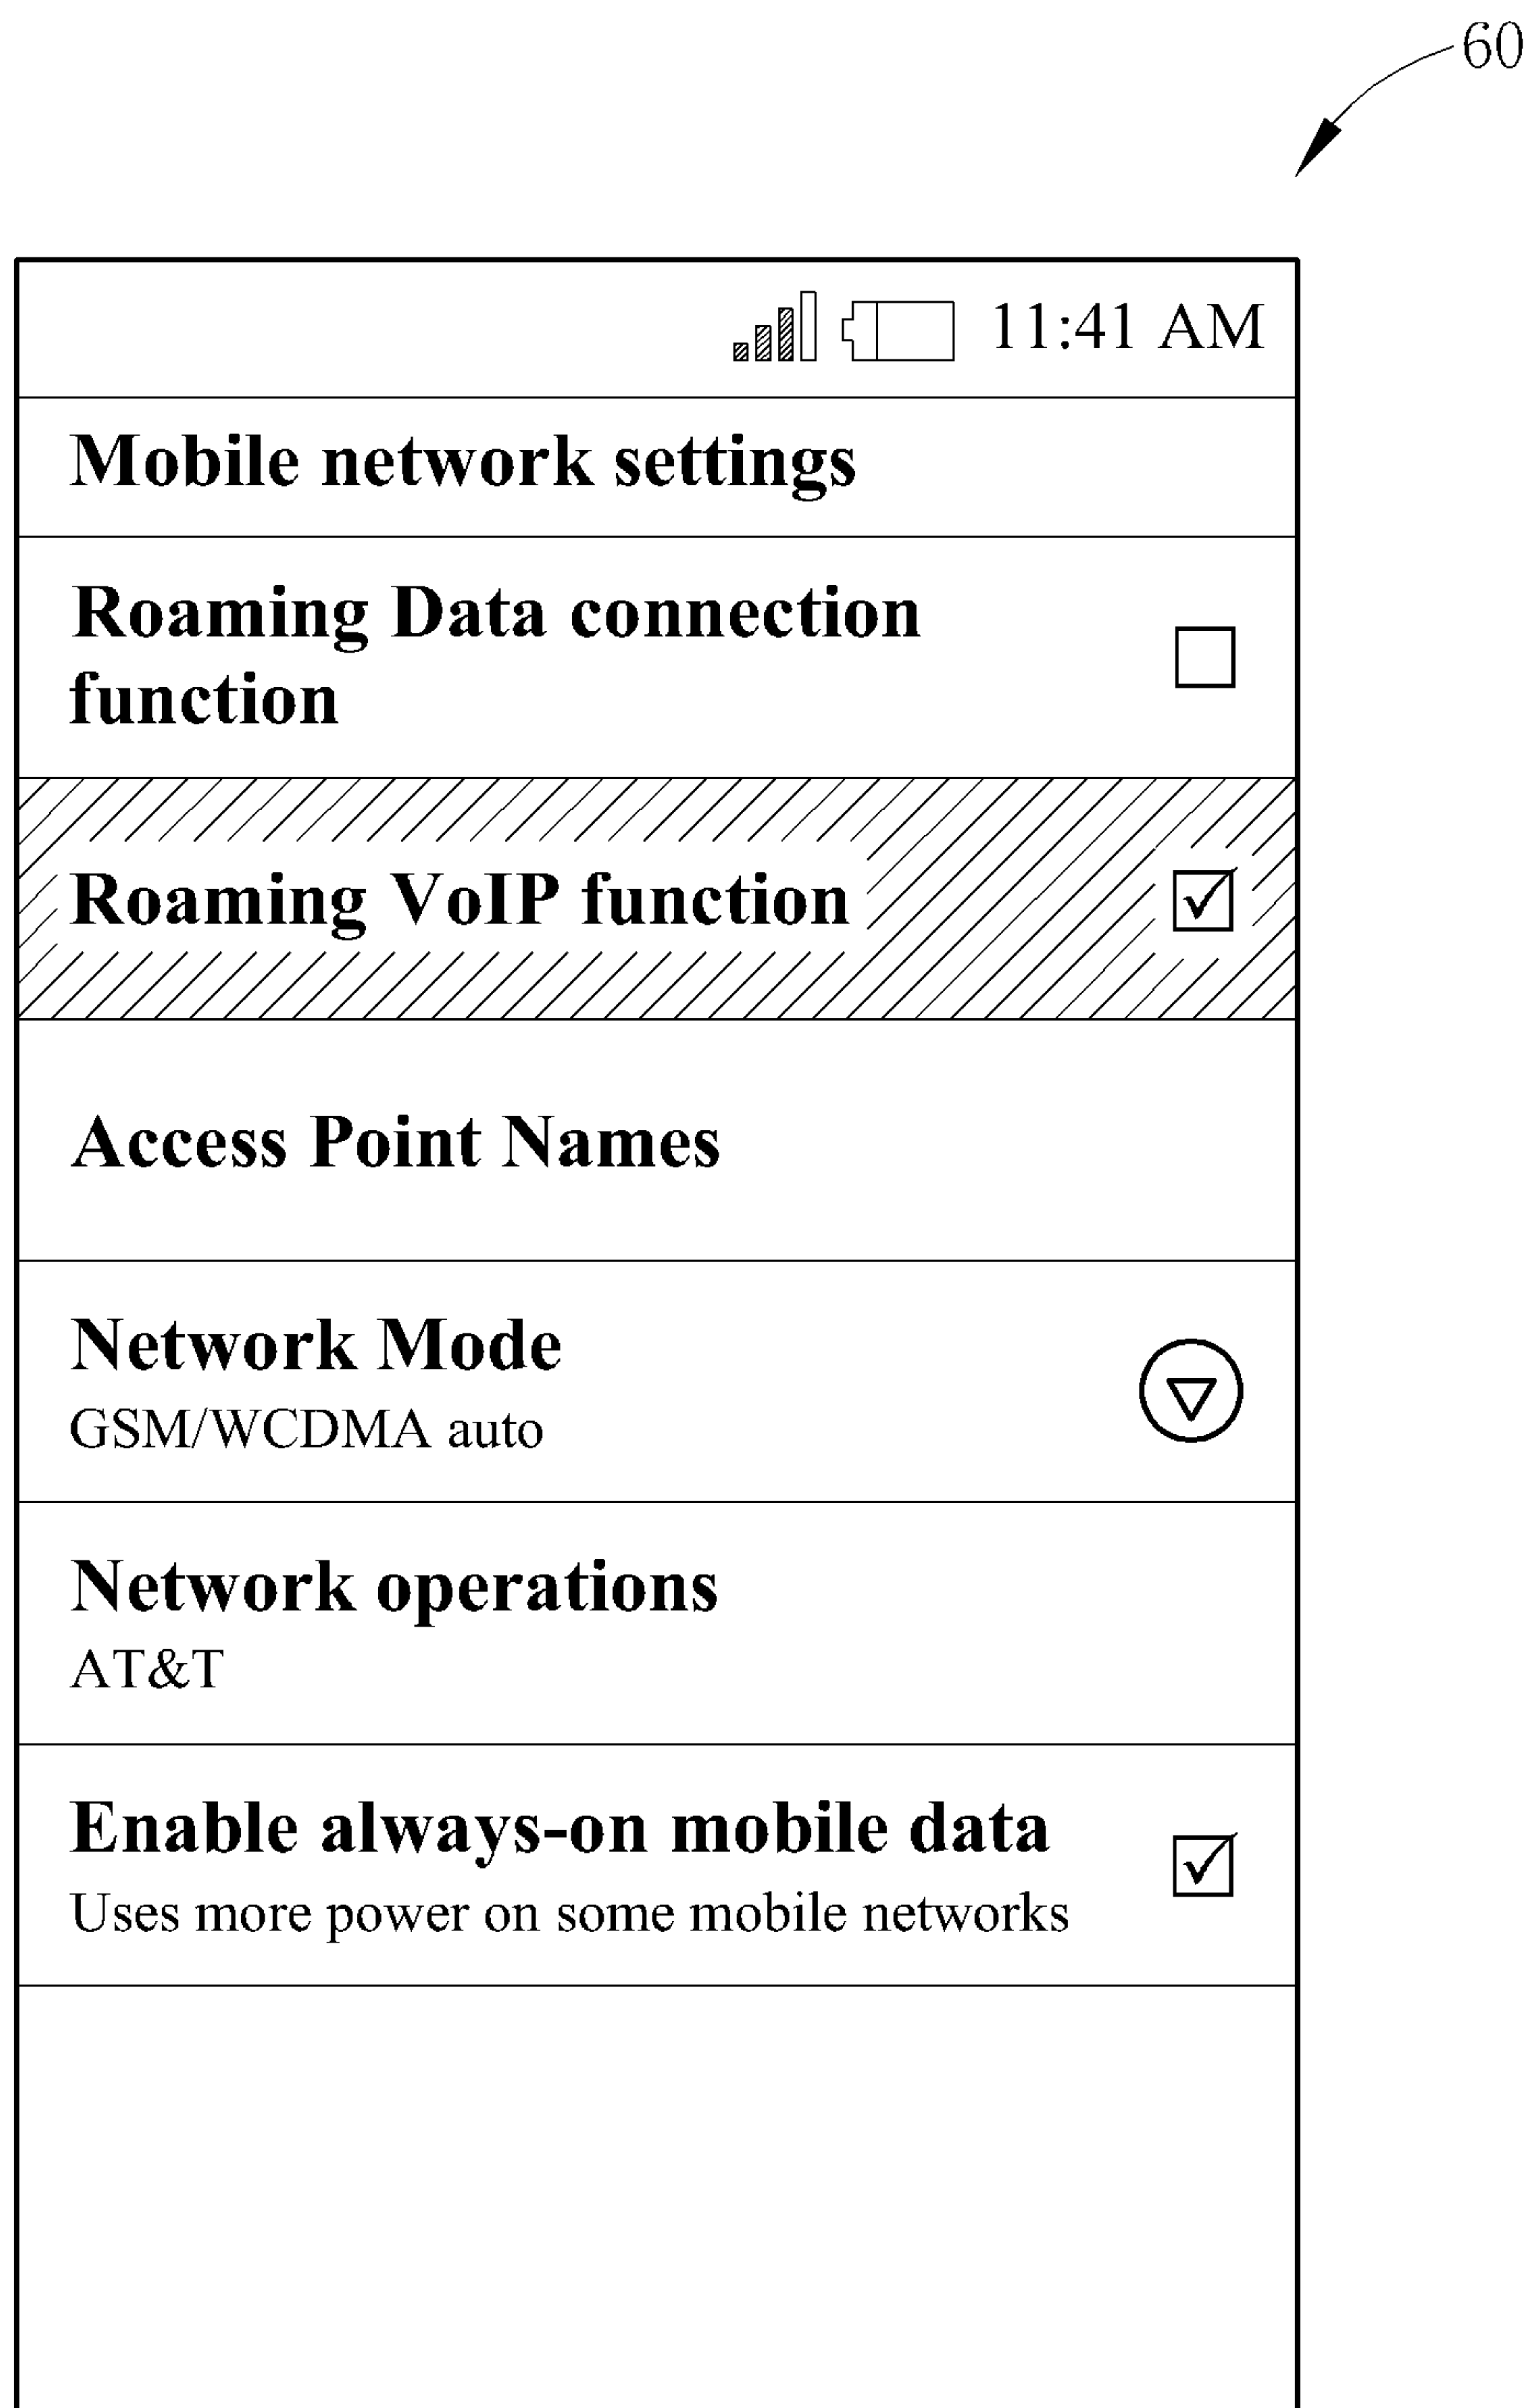 60
11:41 AM
Mobile network settings
Roaming Data connection
function
Roaming VoIP function
Access Point Names
Network Mode
GSM/WCDMA auto
Network operations
AT&T
Enable always-on mobile data
Uses more power on some mobile networks